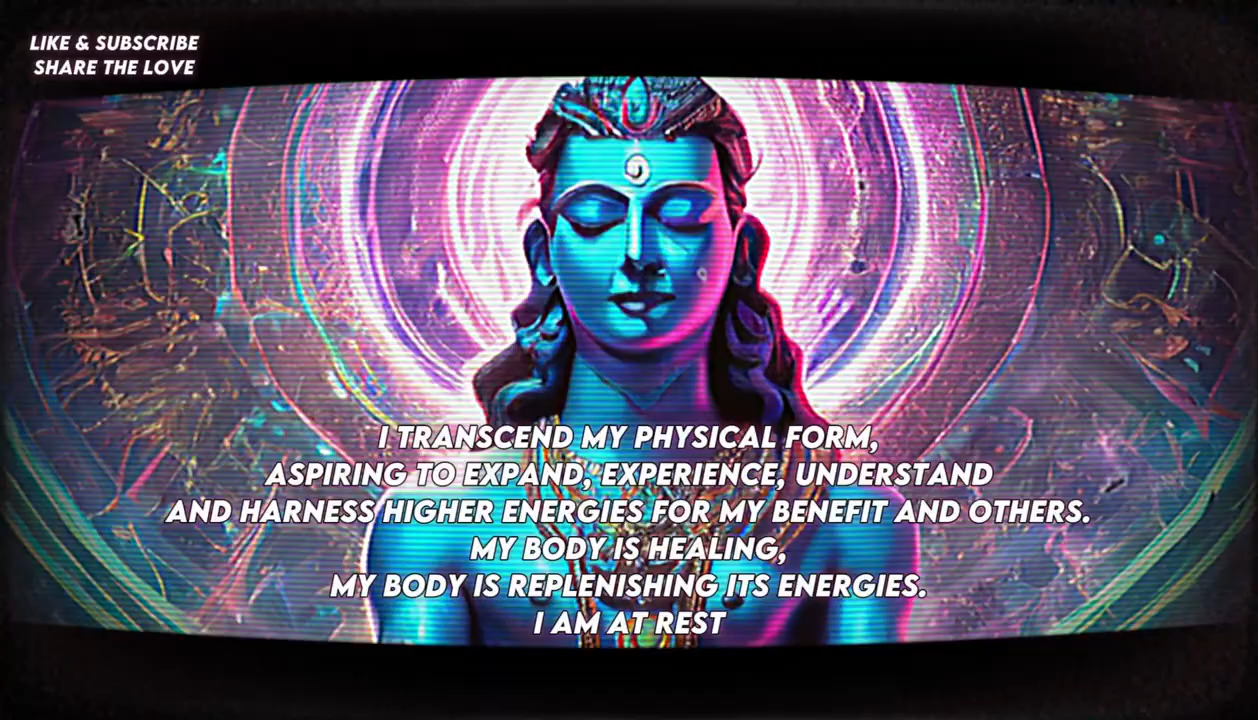 LIKE & SUBSCRIBE
SHARE THE LOVE
I TRANSCEND MY PHYSICAL FORM,
ASPIRING TO EXPAND, EXPERIENCE, UNDERSTAND
AND HARNESS HIGHER ENERGIES FOR MY BENEFIT AND OTHERS.
MY BODY IS HEALING,
MY BODY IS REPLENISHING ITS ENERGIES.
I AM AT REST